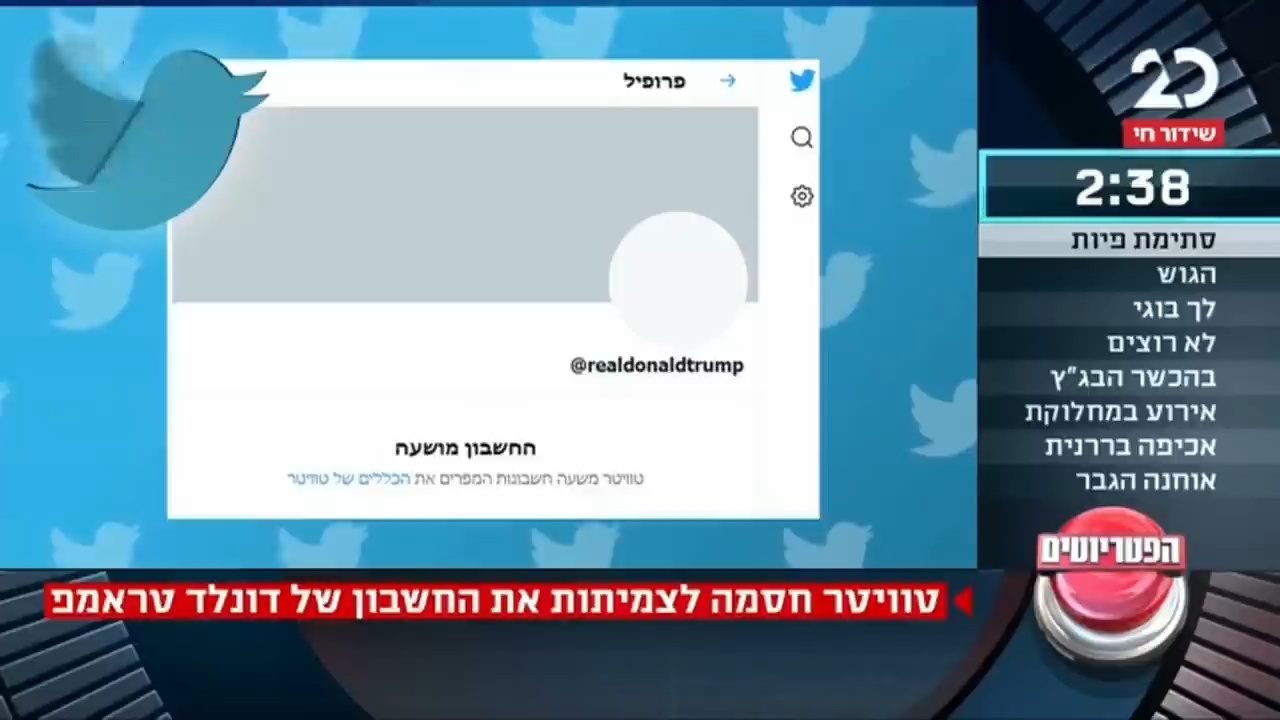 פרופיל
@realdonaldtrump
החשבון מושעה
טוויטר משעה חשבונות המפרים את הכללים של טוויטר
20
שידור חי
2:38
סתימת פיות
הגוש
לך בוגי
לא רוצים
בהכשר הבג"ץ
אירוע במחלוקת
אכיפה בררנית
אוחנה הגבר
הפטריוטים
טוויטר חסמה לצמיתות את החשבון של דונלד טראמפ